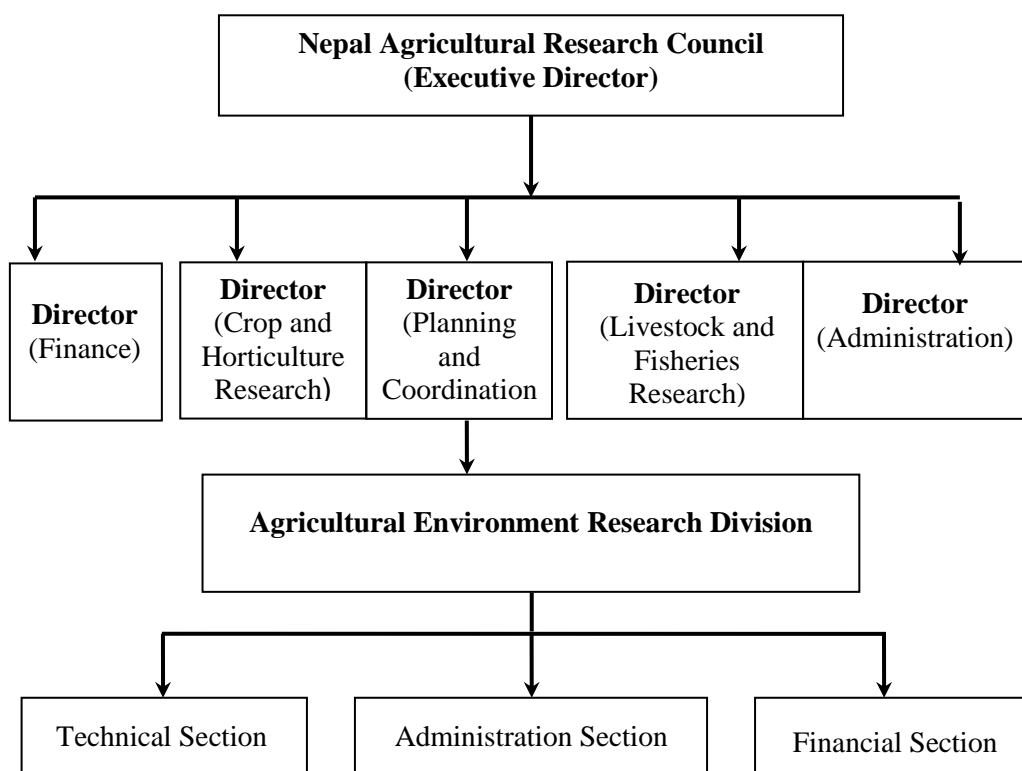 Nepal Agricultural Research Council
(Executive Director)
Director
(Finance)
Director
(Crop and
Horticulture
Research)
Director
(Planning
and
Coordination
Director
(Livestock and
Fisheries
Research)
Director
(Administration)
Agricultural Environment Research Division
Technical Section
Administration Section
Financial Section